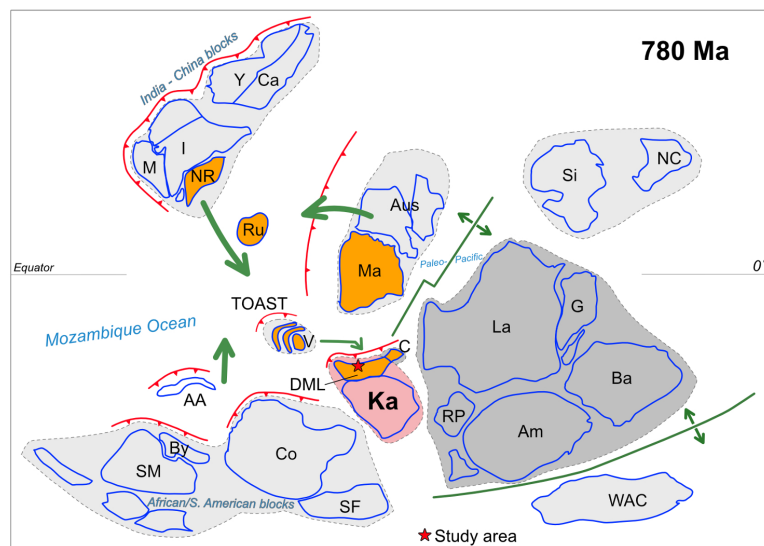 780 Ma
India - China blocks
Y
Ca
I
M
NR
Si
NC
Aus
Ru
Equator
Ma
Paleo- Pacific
0°
TOAST
La
G
Mozambique Ocean
V
C
DML
Ka
Ba
AA
RP
Am
By
SM
Co
SF
African/S. American blocks
WAC
Study area